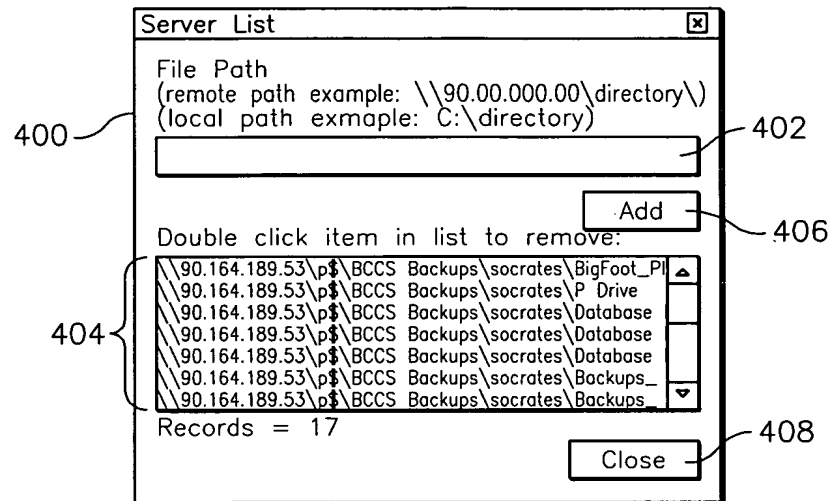 Server List
File Path
(remote path example: \\90.00.000.00\directory\)
(local path exmaple: C:\directory)
400
402
Add
406
Double click item in list to remove:
\\90.164.189.53\p$\BCCS Backups\socrates\BigFoot_Pl
\\90.164.189.53\p$\BCCS Backups\socrates\P Drive
\\90.164.189.53\p$\BCCS Backups\socrates\Database
\\90.164.189.53\p$\BCCS Backups\socrates\Database
\\90.164.189.53\p$\BCCS Backups\socrates\Database
\\90.164.189.53\p$\BCCS Backups\socrates\Backups_
\\90.164.189.53\p$\BCCS Backups\socrates\Backups_
404
Records = 17
Close
408